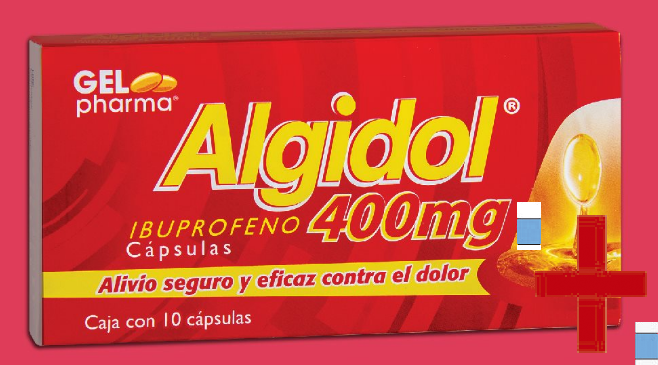 GEL
pharma®
Algidol®
IBUPROFENO 400mg
Cápsulas
Alivio seguro y eficaz contra el dolor
Caja con 10 cápsulas